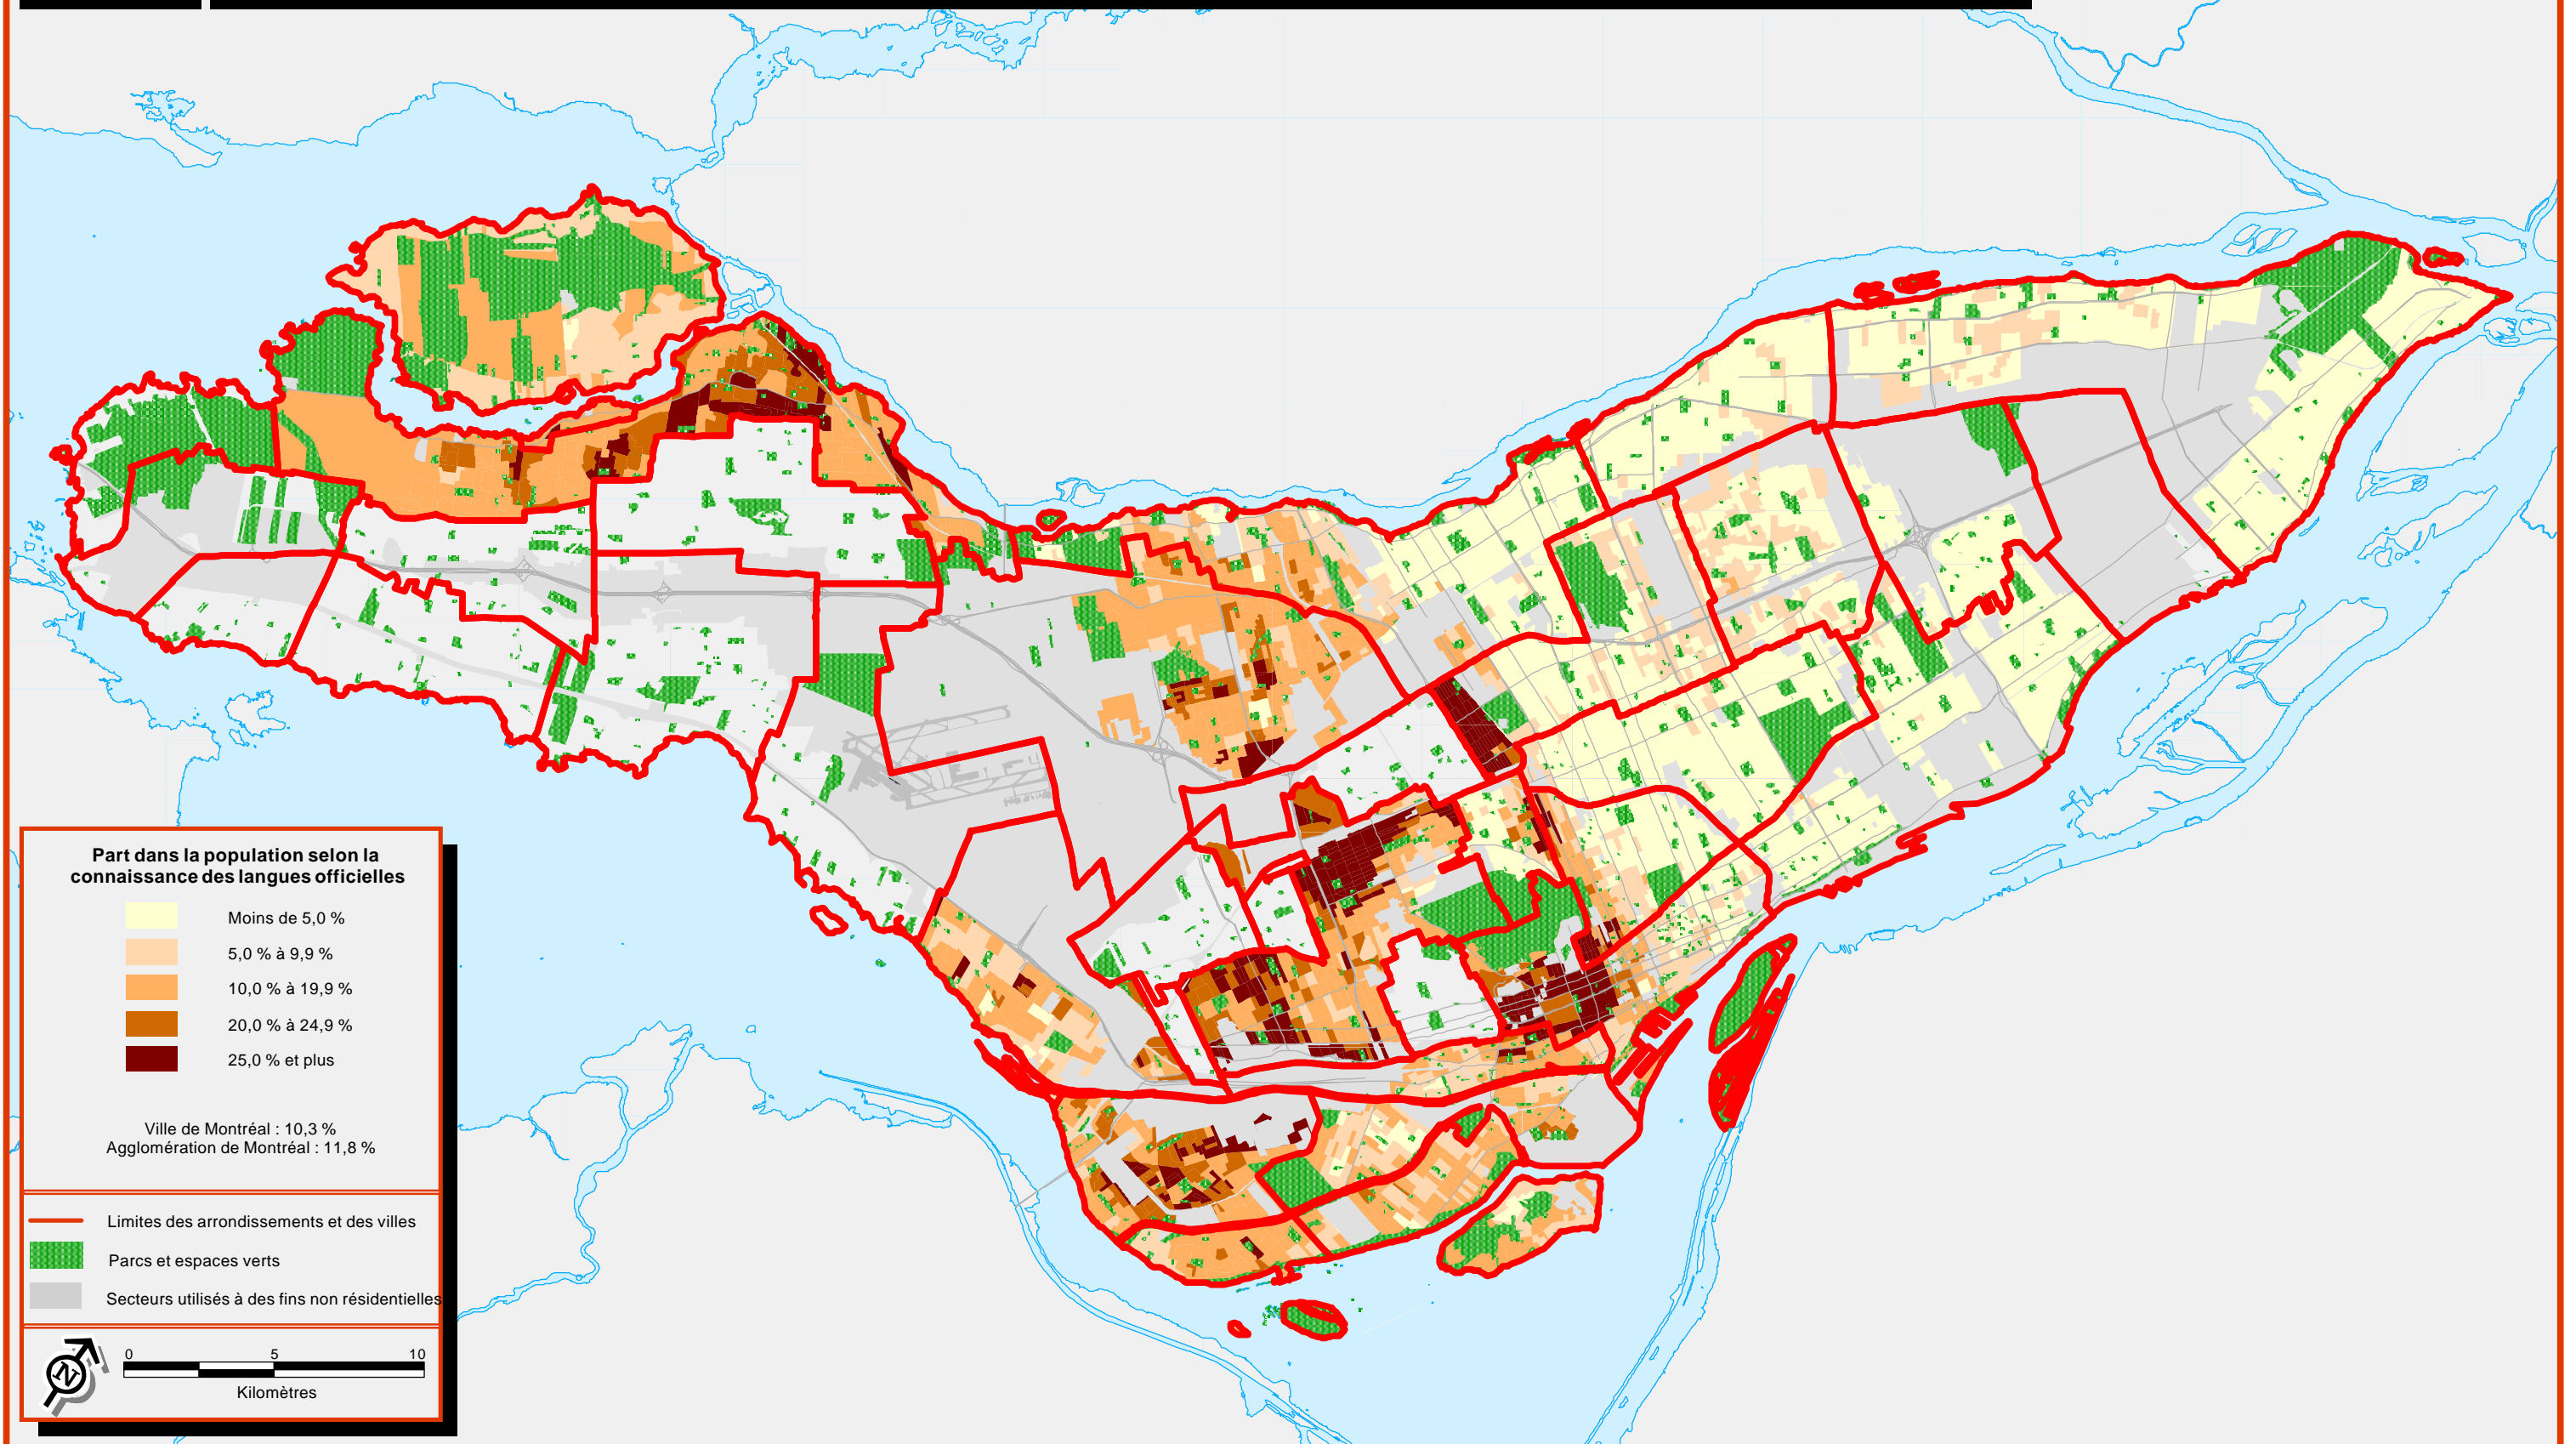 Part dans la population selon la
connaissance des langues officielles
Moins de 5,0 %
5,0 % à 9,9 %
10,0 % à 19,9 %
20,0 % à 24,9 %
25,0 % et plus
Ville de Montréal : 10,3 %
Agglomération de Montréal : 11,8 %
Limites des arrondissements et des villes
Parcs et espaces verts
Secteurs utilisés à des fins non résidentielles
N
0 5 10
Kilomètres